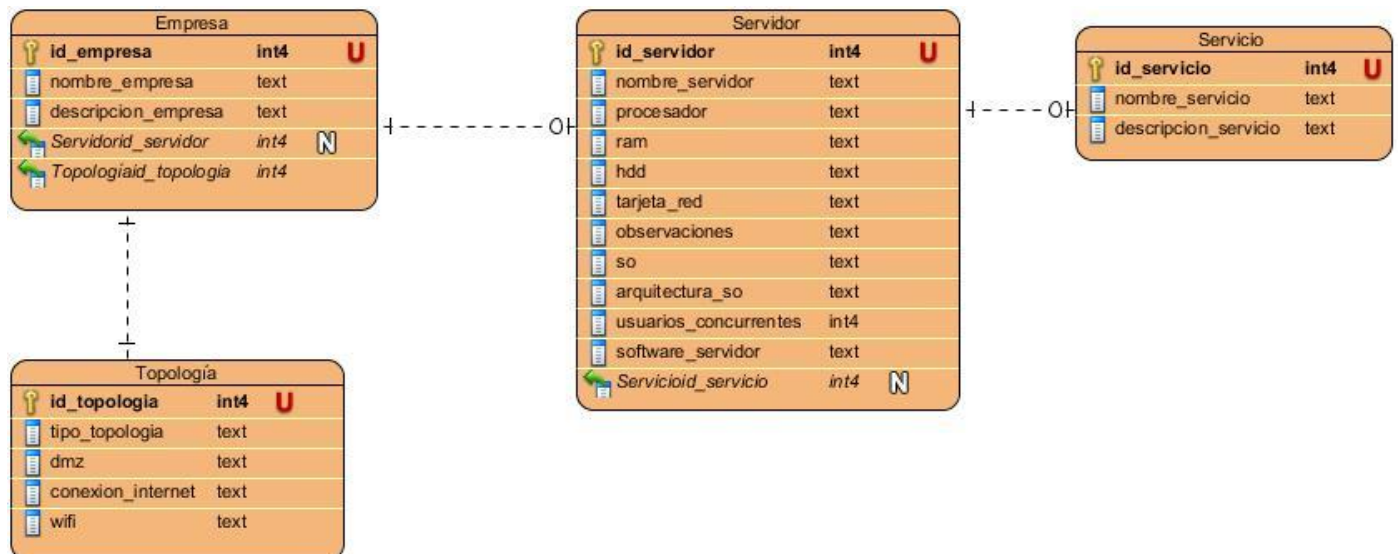 Empresa
id_empresa int4 U
nombre_empresa text
descripcion_empresa text
Servidorid_servidor int4 N
Topologiaid_topologia int4
Servidor
id_servidor int4 U
nombre_servidor text
procesador text
ram text
hdd text
tarjeta_red text
observaciones text
so text
arquitectura_so text
usuarios_concurrentes int4
software_servidor text
Servicioid_servicio int4 N
Servicio
id_servicio int4 U
nombre_servicio text
descripcion_servicio text
Topología
id_topologia int4 U
tipo_topologia text
dmz text
conexion_internet text
wifi text